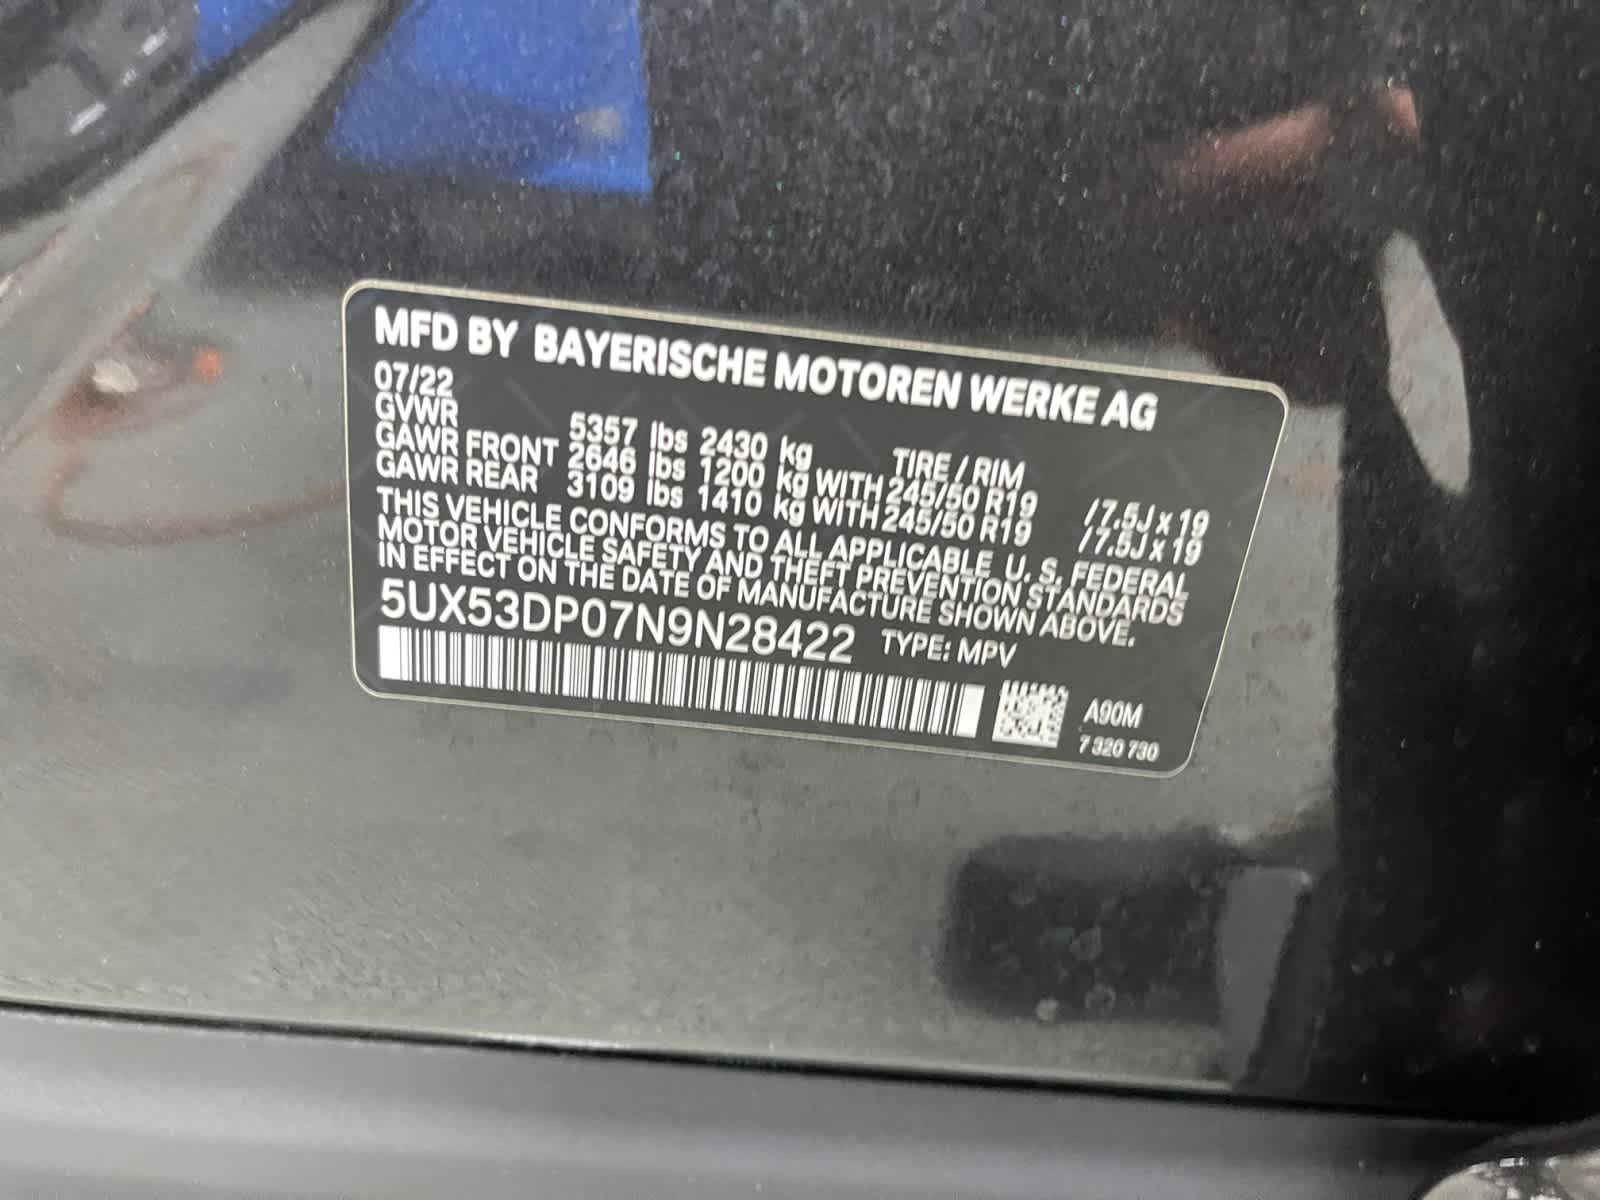 MFD BY BAYERISCHE MOTOREN WERKE AG
07/22
GVWR 5357 lbs 2430 kg TIRE / RIM
GAWR FRONT 2646 lbs 1200 kg WITH 245/50 R19 / 7.5J x 19
GAWR REAR 3109 lbs 1410 kg WITH 245/50 R19 / 7.5J x 19
THIS VEHICLE CONFORMS TO ALL APPLICABLE U. S. FEDERAL
MOTOR VEHICLE SAFETY AND THEFT PREVENTION STANDARDS
IN EFFECT ON THE DATE OF MANUFACTURE SHOWN ABOVE.
5UX53DP07N9N28422 TYPE: MPV
A90M
7 320 730